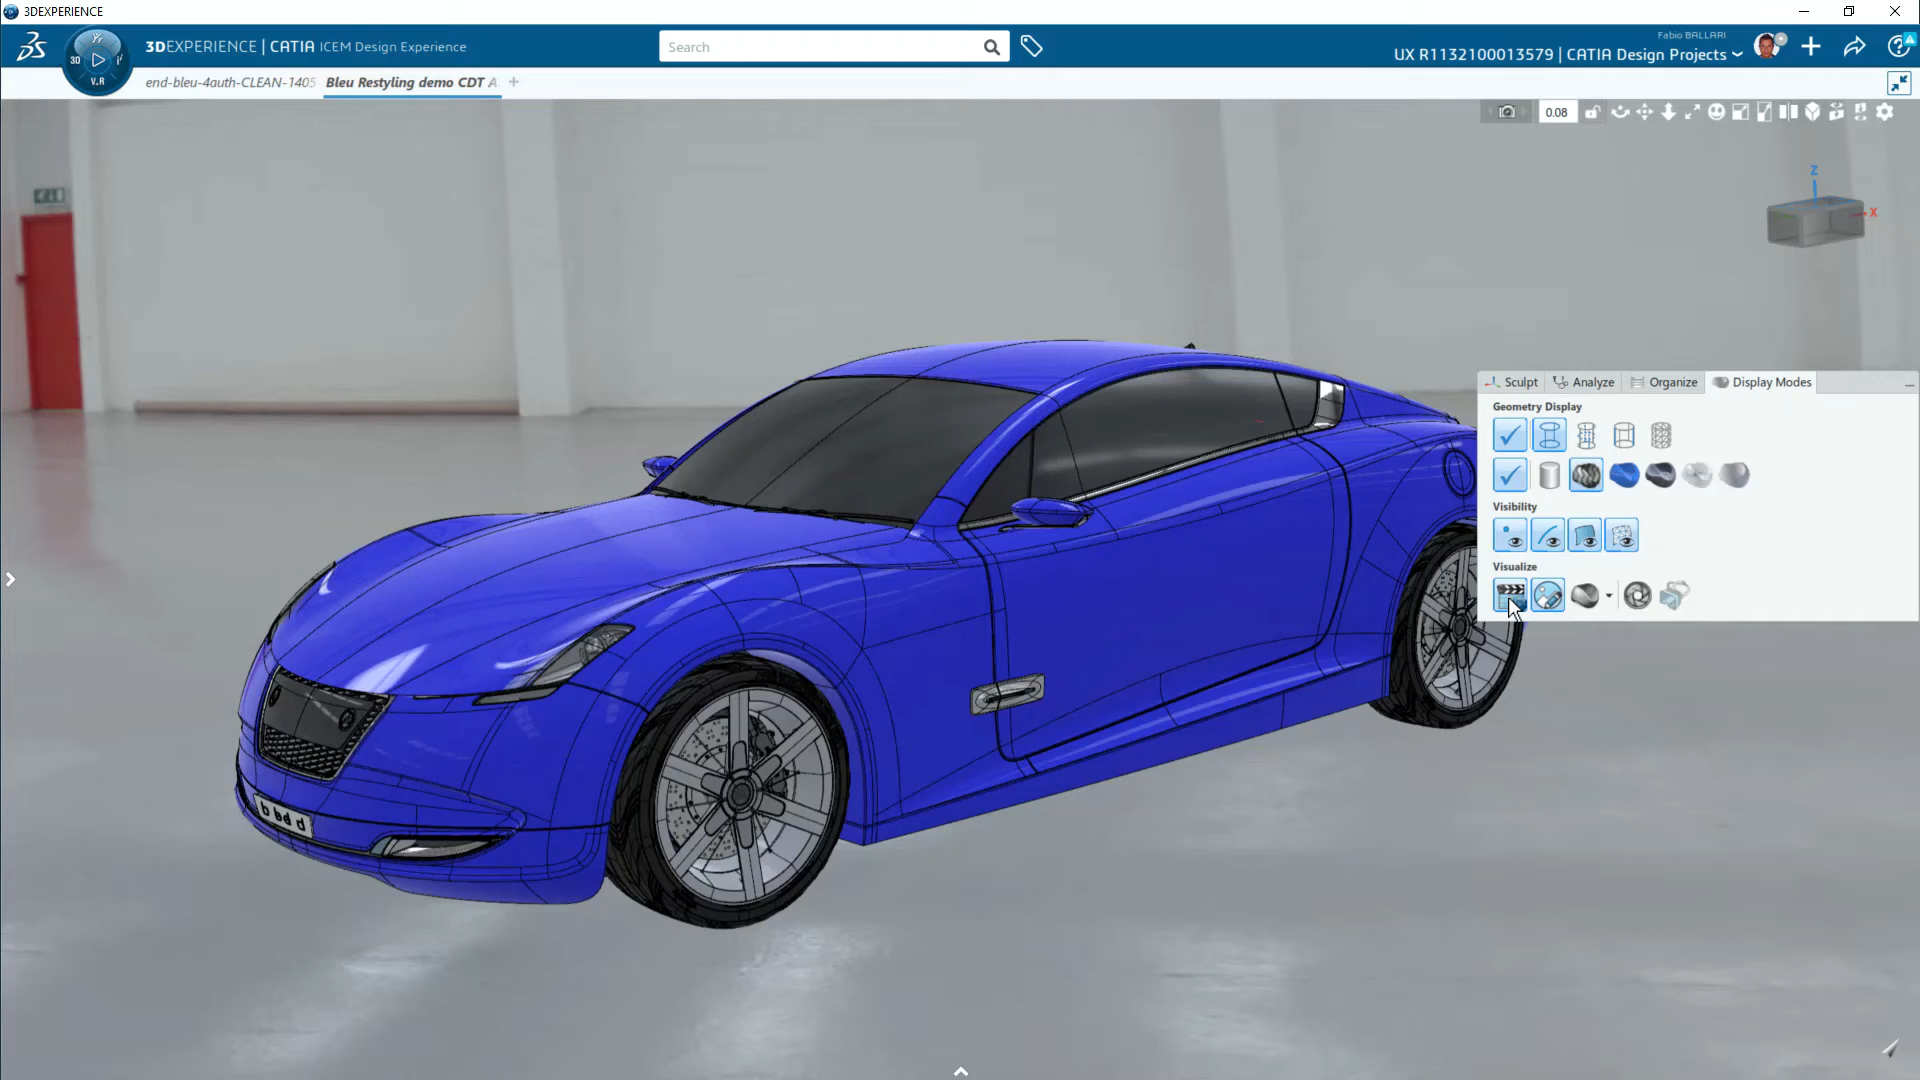 3DEXPERIENCE
3DEXPERIENCE | CATIA ICEM Design Experience
3D
V.R
Search
Fabio BALLARI
UX R1132100013579 | CATIA Design Projects
end-bleu-4auth-CLEAN-1405
Bleu Restyling demo CDT A
0.08
Z
X
Sculpt
Analyze
Organize
Display Modes
Geometry Display
Visibility
Visualize